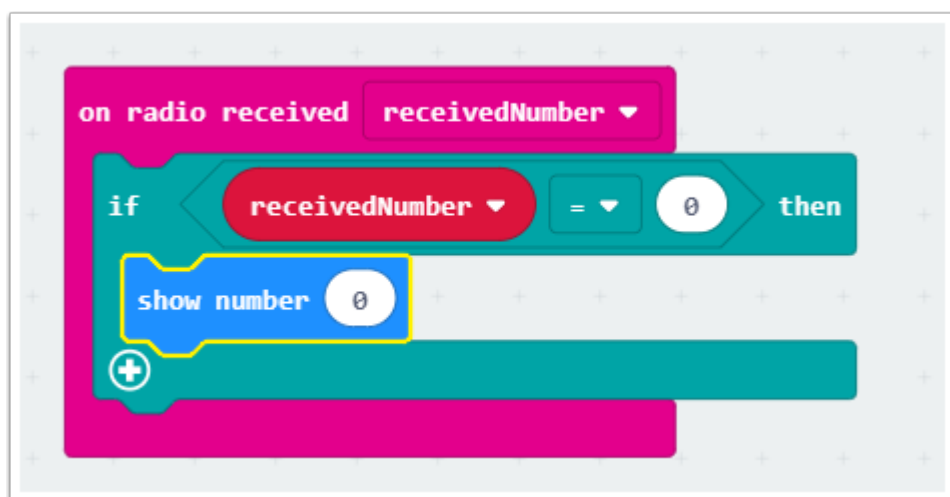 on radio received receivedNumber
if receivedNumber = 0 then
show number 0